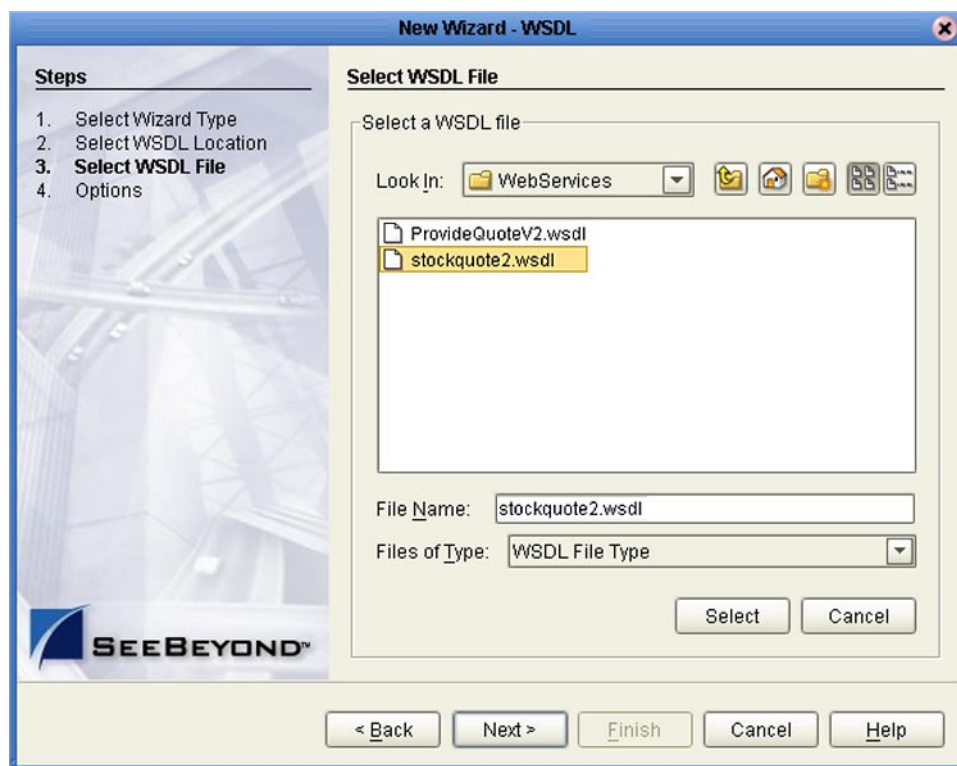 New Wizard - WSDL
Steps
1. Select Wizard Type
2. Select WSDL Location
3. Select WSDL File
4. Options
Select WSDL File
Select a WSDL file
Look In: WebServices
ProvideQuoteV2.wsdl
stockquote2.wsdl
File Name: stockquote2.wsdl
Files of Type: WSDL File Type
Select Cancel
SEEBEYOND™
< Back Next > Finish Cancel Help